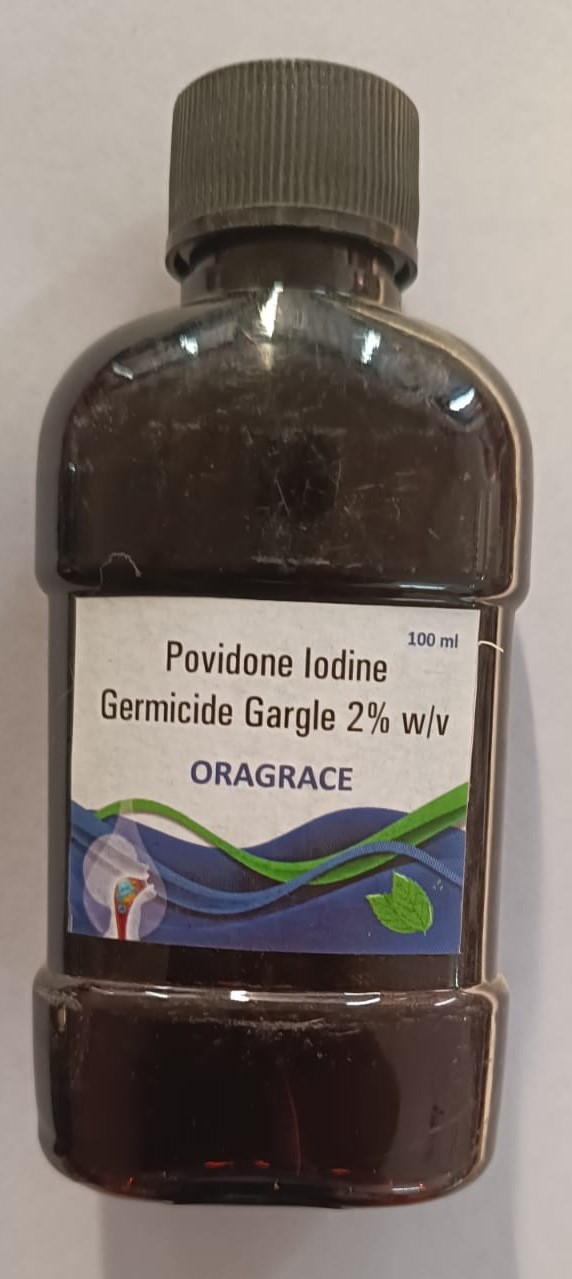 100 ml
Povidone Iodine
Germicide Gargle 2% w/v
ORAGRACE